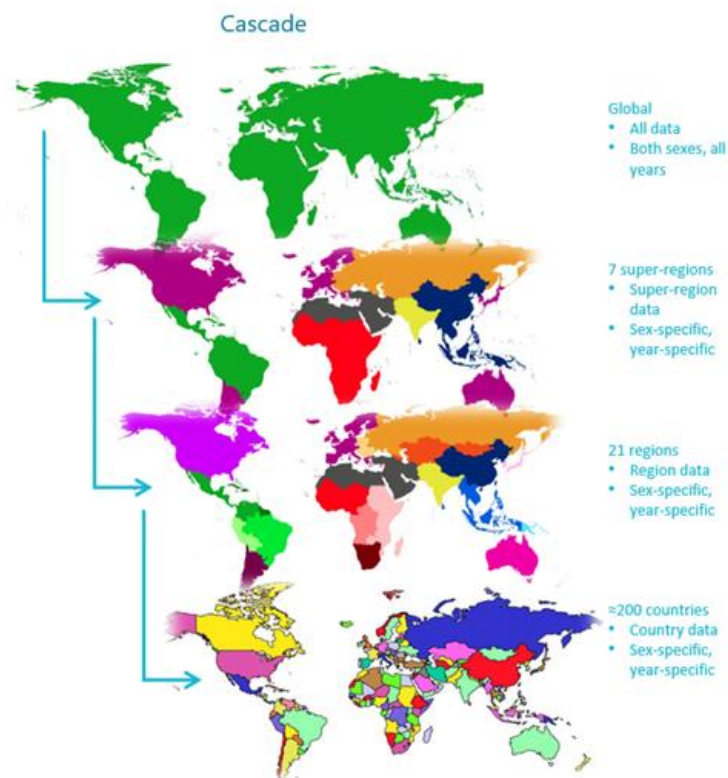 Cascade
Global
• All data
• Both sexes, all
years
7 super-regions
• Super-region
data
• Sex-specific,
year-specific
21 regions
• Region data
• Sex-specific,
year-specific
≈200 countries
• Country data
• Sex-specific,
year-specific